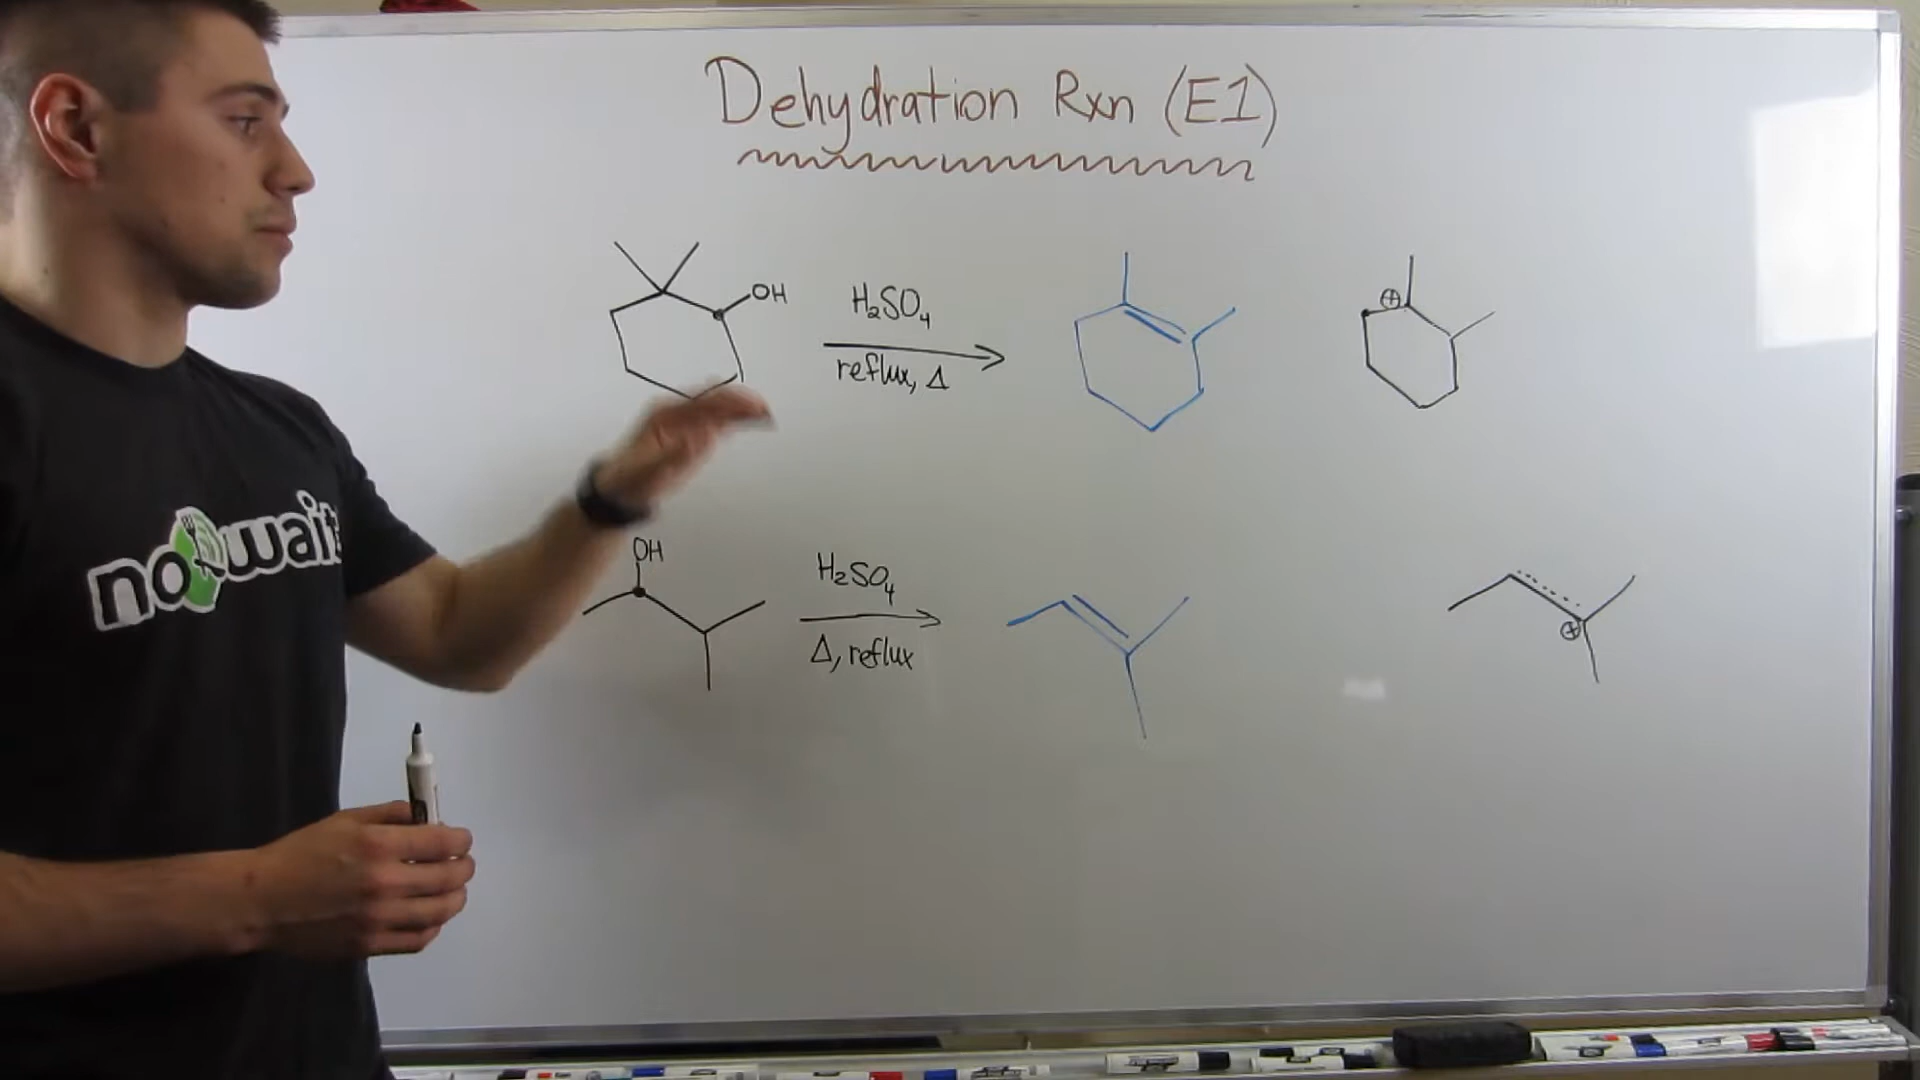 Dehydration Rxn (E1)
OH
H₂SO₄
reflux, Δ
⊕
nowait
OH
H₂SO₄
Δ, reflux
⊕